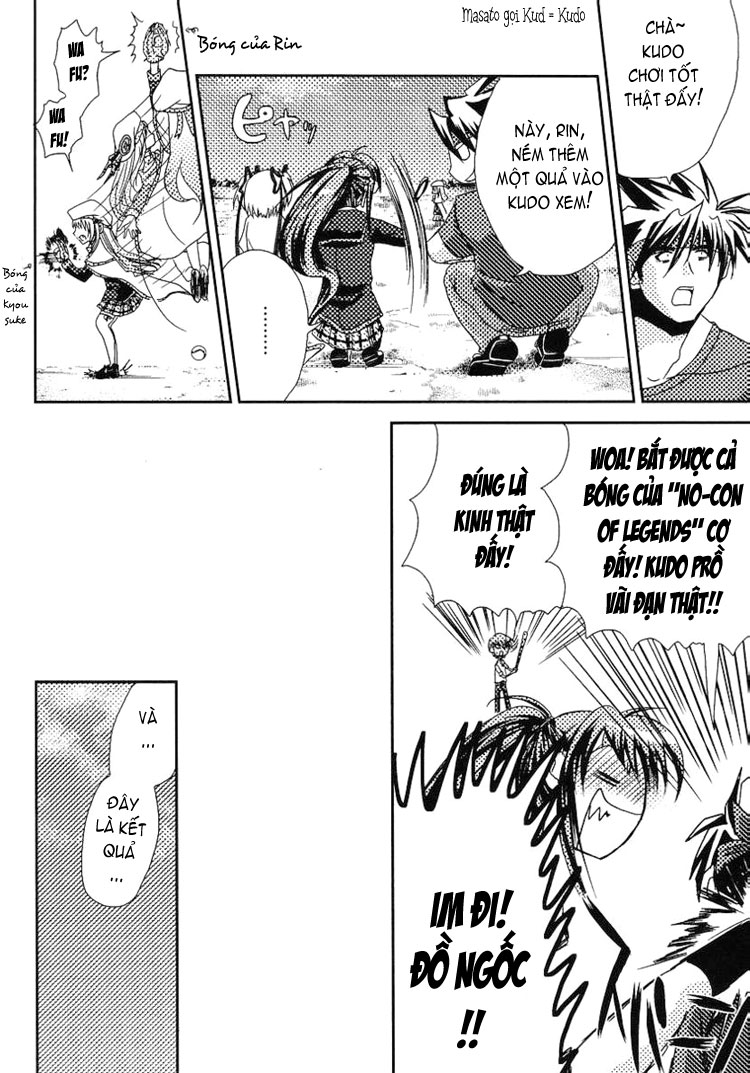 Masato gọi Kud = Kudo
CHÀ~
KUDO
CHƠI TỐT
THẬT ĐẤY!
NÀY, RIN,
NÉM THÊM
MỘT QUẢ VÀO
KUDO XEM!
ピヤッ
........
Bóng của Rin
WA
FU?
WA
FU!
Bóng
của
Kyou
suke
WOA! BẮT ĐƯỢC CẢ
BÓNG CỦA "NO-CON
OF LEGENDS" CƠ
ĐẤY! KUDO PRỒ
VÃI ĐẠN THẬT!!
ĐÚNG LÀ
KINH THẬT
ĐẤY!
IM ĐI!
ĐỒ NGỐC
!!
VÀ
...
ĐÂY
LÀ KẾT
QUẢ
...